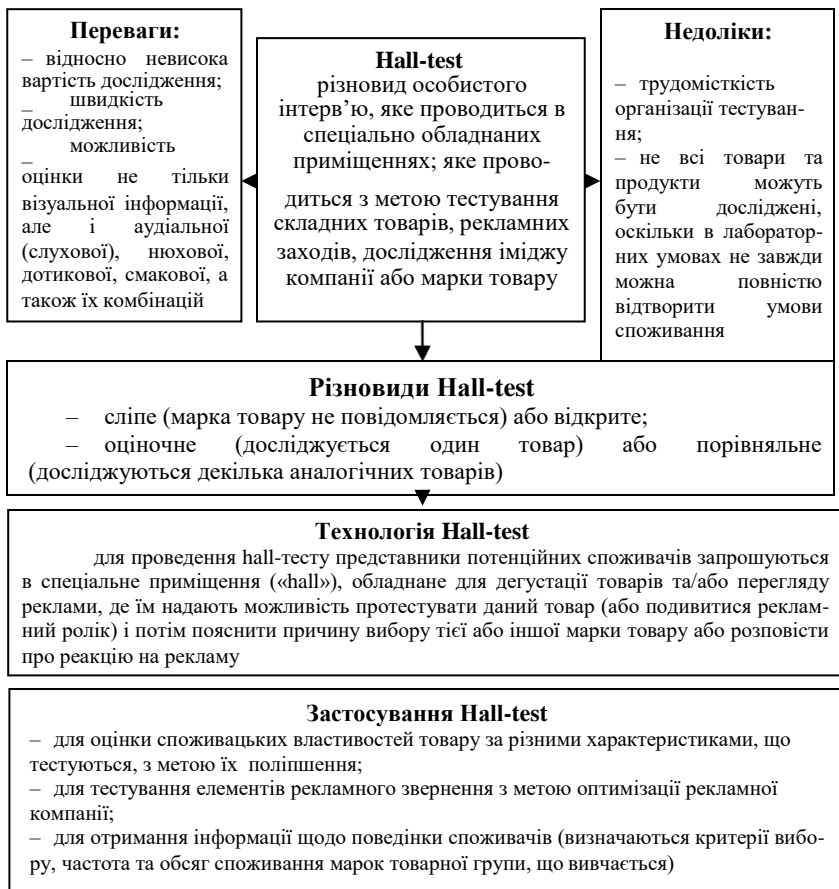 Переваги:
– відносно невисока
вартість дослідження;
_ швидкість
дослідження;
_ можливість
оцінки не тільки
візуальної інформації,
але і аудіальної
(слухової), нюхової,
дотикової, смакової, а
також їх комбінацій
Hall-test
різновид особистого
інтерв’ю, яке проводиться в
спеціально обладнаних
приміщеннях; яке прово-
диться з метою тестування
складних товарів, рекламних
заходів, дослідження іміджу
компанії або марки товару
Недоліки:
– трудомісткість
організації тестуван-
ня;
– не всі товари та
продукти можуть
бути досліджені,
оскільки в лаборатор-
них умовах не завжди
можна повністю
відтворити умови
споживання
Різновиди Hall-test
– сліпе (марка товару не повідомляється) або відкрите;
– оціночне (досліджується один товар) або порівняльне
(досліджуються декілька аналогічних товарів)
Технологія Hall-test
для проведення hall-тесту представники потенційних споживачів запрошуються
в спеціальне приміщення («hall»), обладнане для дегустації товарів та/або перегляду
реклами, де їм надають можливість протестувати даний товар (або подивитися реклам-
ний ролік) і потім пояснити причину вибору тієї або іншої марки товару або розповісти
про реакцію на рекламу
Застосування Hall-test
– для оцінки споживацьких властивостей товару за різними характеристиками, що
тестуються, з метою їх поліпшення;
– для тестування елементів рекламного звернення з метою оптимізації рекламної
компанії;
– для отримання інформації щодо поведінки споживачів (визначаються критерії вибо-
ру, частота та обсяг споживання марок товарної групи, що вивчається)